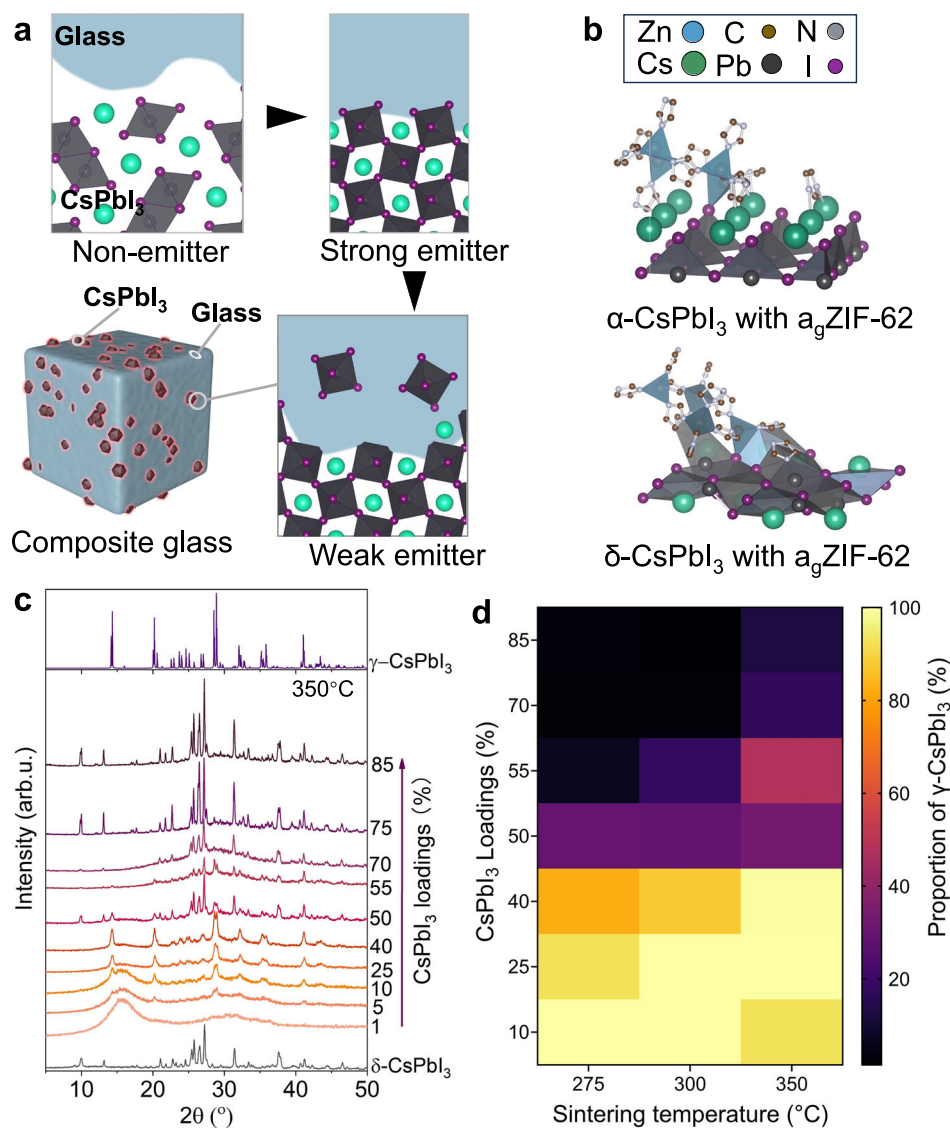 a
Glass
CsPbI₃
Non-emitter
Strong emitter
CsPbI₃
Glass
Composite glass
Weak emitter
b
Zn C N
Cs Pb I
α-CsPbI₃ with agZIF-62
δ-CsPbI₃ with agZIF-62
c
γ-CsPbI₃
350°C
85
75
70
55
50
40
25
10
5
1
δ-CsPbI₃
Intensity (arb.u.)
CsPbI₃ loadings (%)
5 10 20 30 40 50
2θ (°)
d
CsPbI₃ Loadings (%)
85
70
55
50
40
25
10
275 300 350
Sintering temperature (°C)
100
80
60
40
20
Proportion of γ-CsPbI₃ (%)